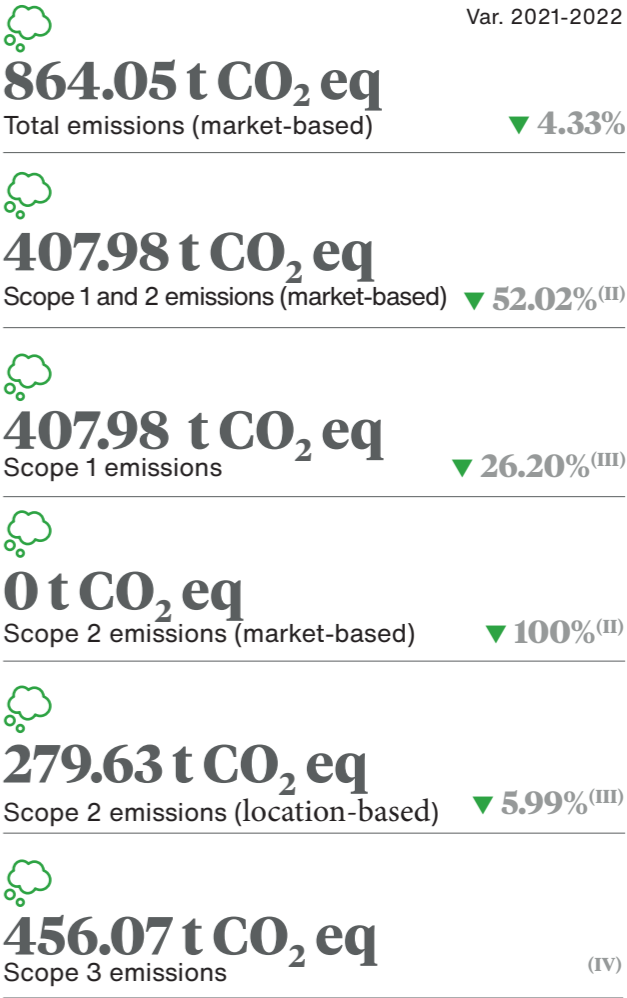 Var. 2021-2022
864.05 t CO₂ eq
Total emissions (market-based) ▼ 4.33%
407.98 t CO₂ eq
Scope 1 and 2 emissions (market-based) ▼ 52.02%(II)
407.98 t CO₂ eq
Scope 1 emissions ▼ 26.20%(III)
0 t CO₂ eq
Scope 2 emissions (market-based) ▼ 100%(II)
279.63 t CO₂ eq
Scope 2 emissions (location-based) ▼ 5.99%(III)
456.07 t CO₂ eq
Scope 3 emissions (IV)